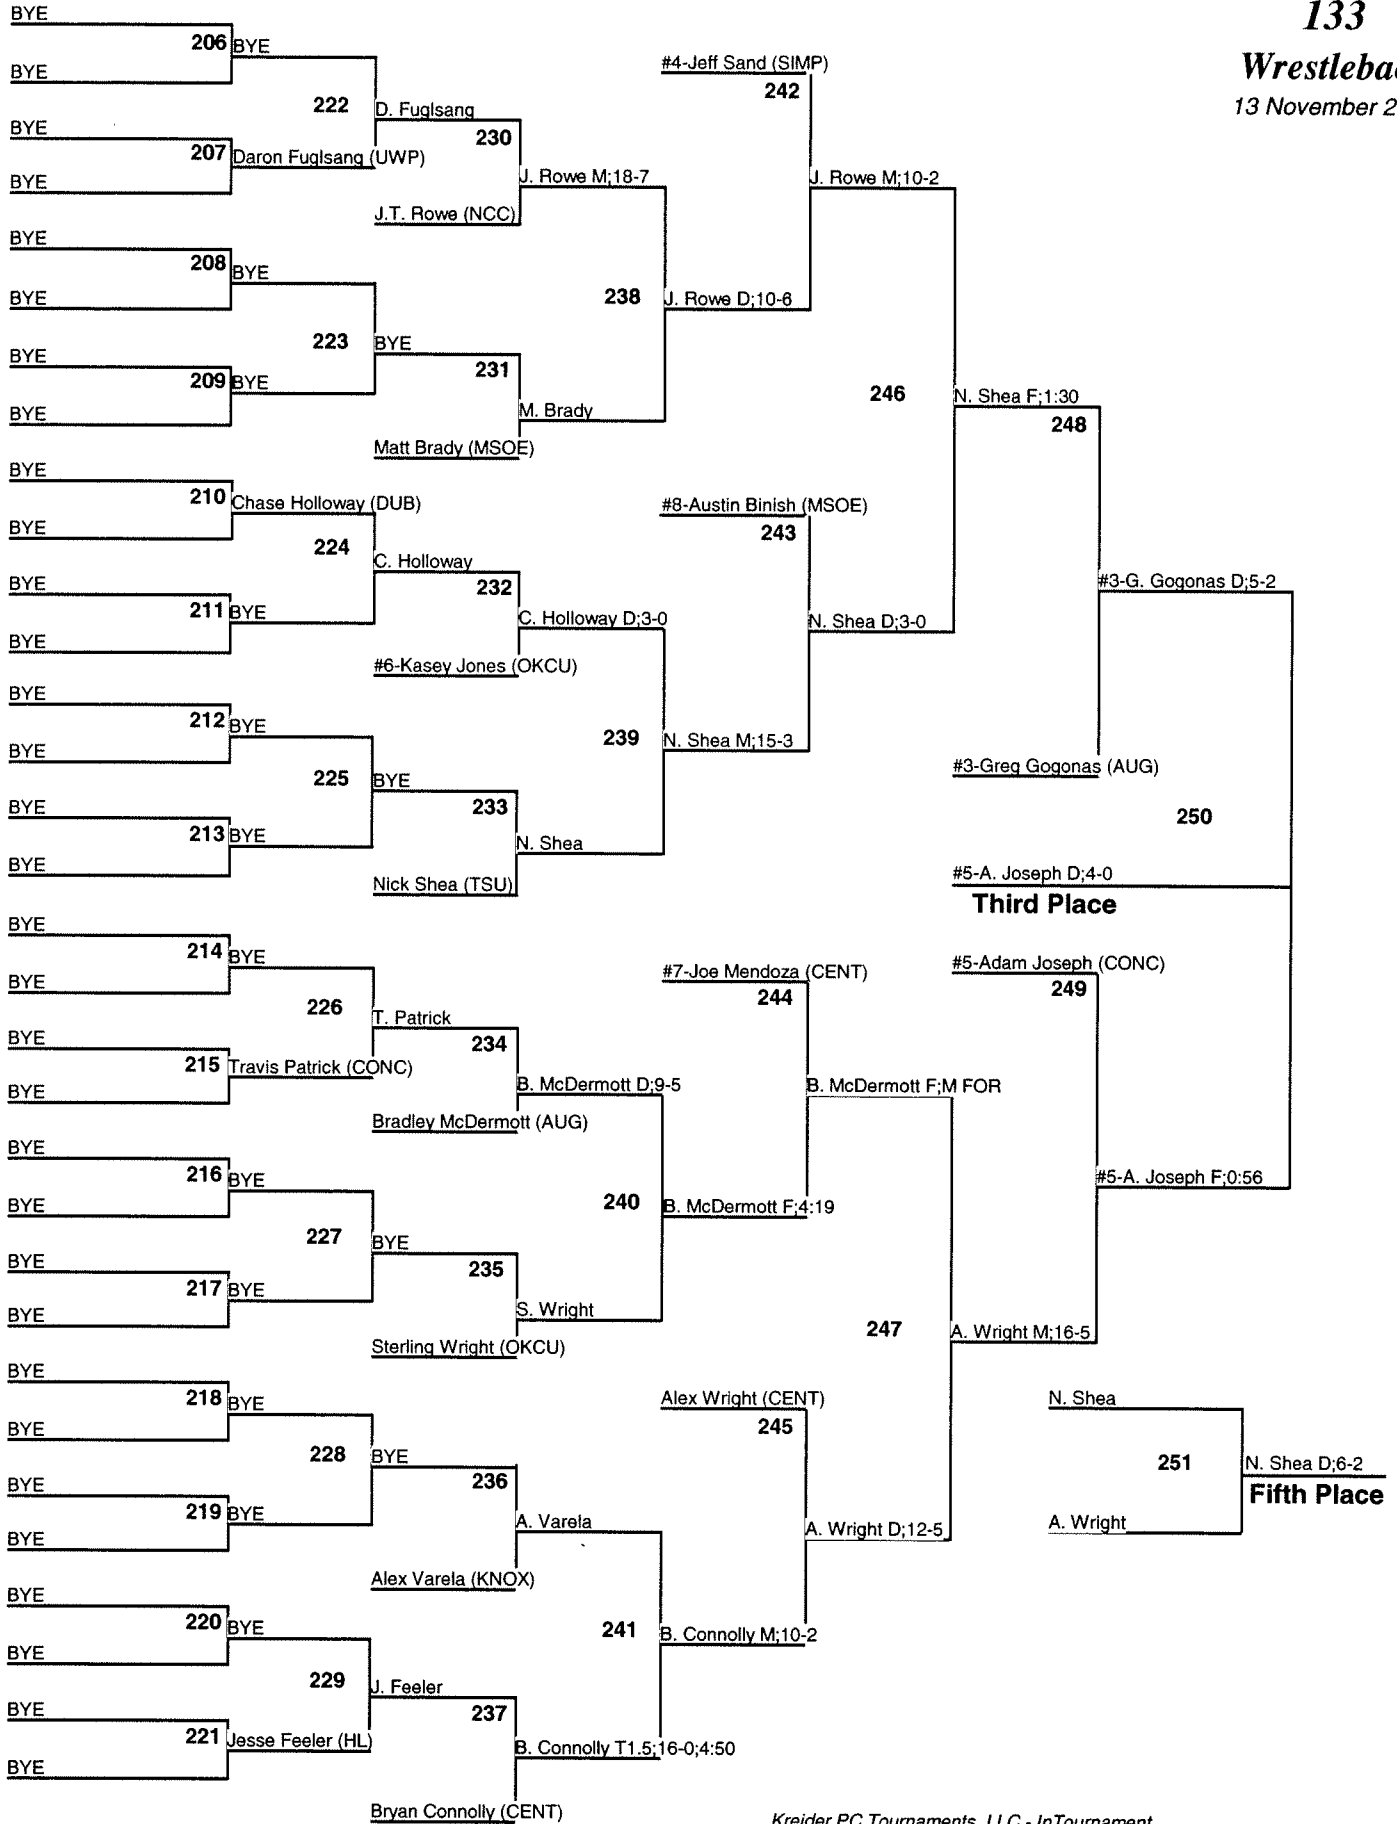 133
Wrestleba
13 November 2
BYE
206 BYE
BYE
222 D. Fuglsang
BYE
207 Daron Fuglsang (UWP)
BYE
230 J. Rowe M;18-7
J.T. Rowe (NCC)
BYE
208 BYE
BYE
223 BYE
BYE
209 BYE
BYE
231 M. Brady
Matt Brady (MSOE)
238 J. Rowe D;10-6
#4-Jeff Sand (SIMP)
242 J. Rowe M;10-2
BYE
210 Chase Holloway (DUB)
BYE
224 C. Holloway
BYE
211 BYE
BYE
232 C. Holloway D;3-0
#6-Kasey Jones (OKCU)
BYE
212 BYE
BYE
225 BYE
BYE
213 BYE
BYE
233 N. Shea
Nick Shea (TSU)
239 N. Shea M;15-3
#8-Austin Binish (MSOE)
243 N. Shea D;3-0
246 N. Shea F;1:30
248 #3-G. Gogonas D;5-2
#3-Greg Gogonas (AUG)
250
#5-A. Joseph D;4-0
Third Place
BYE
214 BYE
BYE
226 T. Patrick
BYE
215 Travis Patrick (CONC)
BYE
234 B. McDermott D;9-5
Bradley McDermott (AUG)
BYE
216 BYE
BYE
227 BYE
BYE
217 BYE
BYE
235 S. Wright
Sterling Wright (OKCU)
240 B. McDermott F;4:19
#7-Joe Mendoza (CENT)
244 B. McDermott F;M FOR
#5-Adam Joseph (CONC)
249 #5-A. Joseph F;0:56
BYE
218 BYE
BYE
228 BYE
BYE
219 BYE
BYE
236 A. Varela
Alex Varela (KNOX)
BYE
220 BYE
BYE
229 J. Feeler
BYE
221 Jesse Feeler (HL)
BYE
237 B. Connolly T1.5;16-0;4:50
Bryan Connolly (CENT)
241 B. Connolly M;10-2
Alex Wright (CENT)
245 A. Wright D;12-5
247 A. Wright M;16-5
N. Shea
251 N. Shea D;6-2
Fifth Place
A. Wright
Kreider PC Tournaments, LLC - InTournament